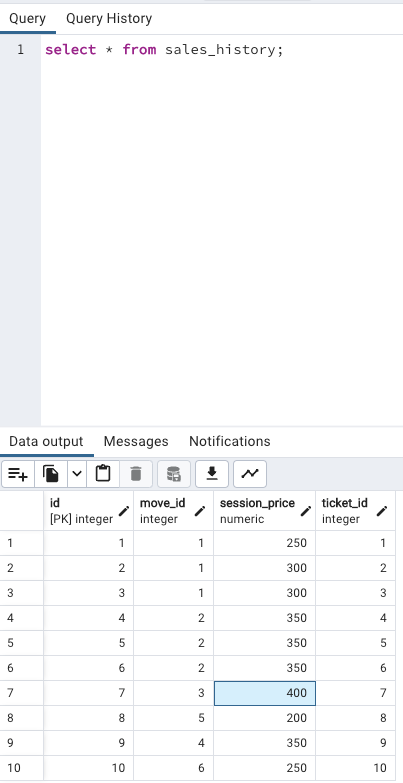 Query Query History
1 select * from sales_history;
Data output Messages Notifications
id move_id session_price ticket_id
[PK] integer integer numeric integer
1 1 1 250 1
2 2 1 300 2
3 3 1 300 3
4 4 2 350 4
5 5 2 350 5
6 6 2 350 6
7 7 3 400 7
8 8 5 200 8
9 9 4 350 9
10 10 6 250 10